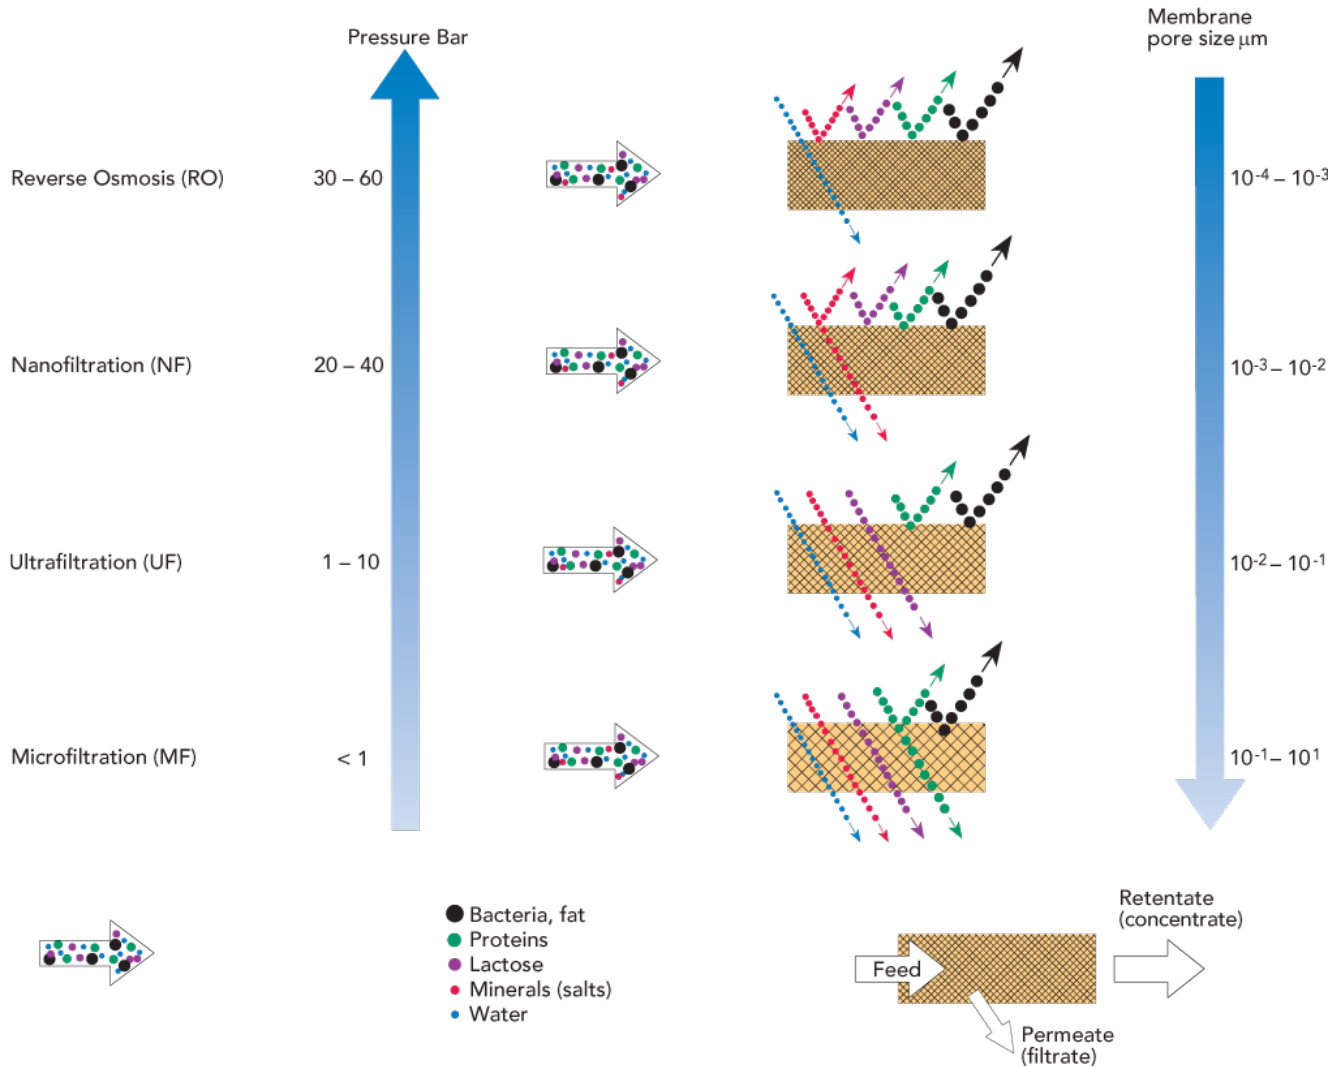 Pressure Bar
Membrane
pore size μm
Reverse Osmosis (RO)
30 – 60
10⁻⁴ – 10⁻³
Nanofiltration (NF)
20 – 40
10⁻³ – 10⁻²
Ultrafiltration (UF)
1 – 10
10⁻² – 10⁻¹
Microfiltration (MF)
< 1
10⁻¹ – 10¹
Bacteria, fat
Proteins
Lactose
Minerals (salts)
Water
Retentate
(concentrate)
Feed
Permeate
(filtrate)